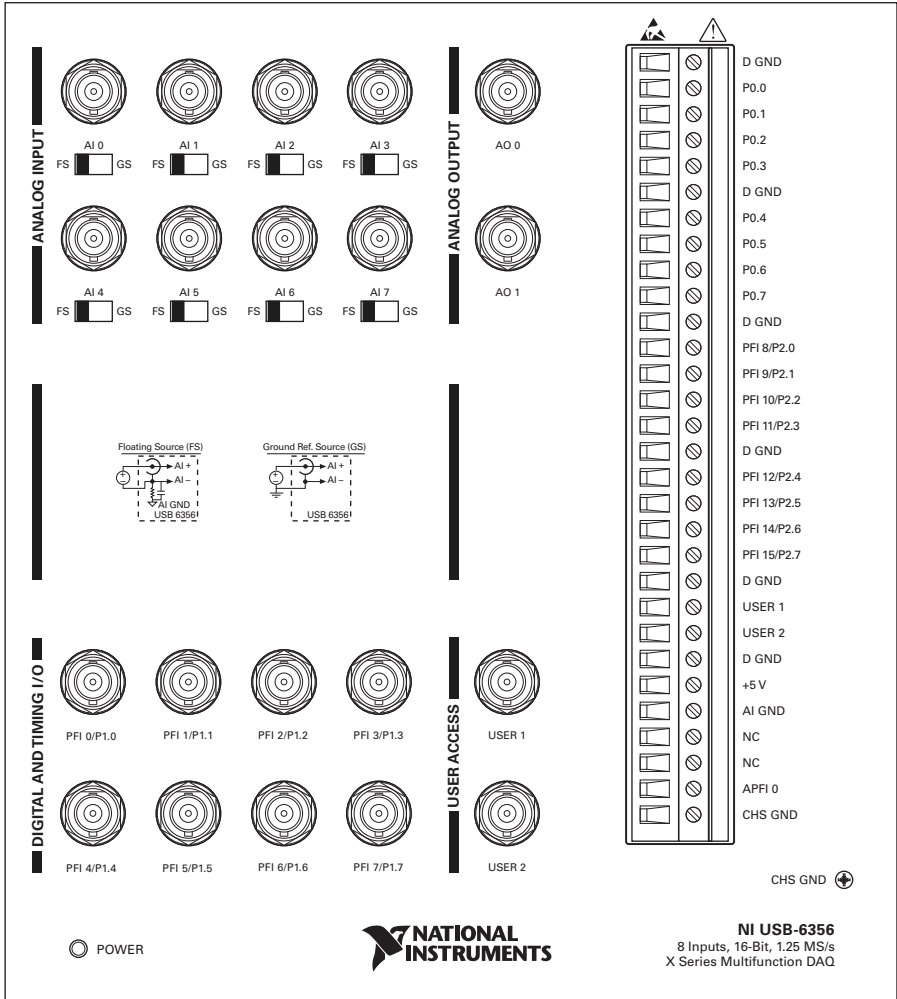 ANALOG INPUT
AI 0
AI 1
AI 2
AI 3
FS GS
FS GS
FS GS
FS GS
AI 4
AI 5
AI 6
AI 7
FS GS
FS GS
FS GS
FS GS
ANALOG OUTPUT
AO 0
AO 1
Floating Source (FS)
+
−
AI +
AI −
AI GND
USB 6356
Ground Ref. Source (GS)
+
−
AI +
AI −
USB 6356
DIGITAL AND TIMING I/O
PFI 0/P1.0
PFI 1/P1.1
PFI 2/P1.2
PFI 3/P1.3
PFI 4/P1.4
PFI 5/P1.5
PFI 6/P1.6
PFI 7/P1.7
USER ACCESS
USER 1
USER 2
D GND
P0.0
P0.1
P0.2
P0.3
D GND
P0.4
P0.5
P0.6
P0.7
D GND
PFI 8/P2.0
PFI 9/P2.1
PFI 10/P2.2
PFI 11/P2.3
D GND
PFI 12/P2.4
PFI 13/P2.5
PFI 14/P2.6
PFI 15/P2.7
D GND
USER 1
USER 2
D GND
+5 V
AI GND
NC
NC
APFI 0
CHS GND
CHS GND
POWER
NATIONAL
INSTRUMENTS
NI USB-6356
8 Inputs, 16-Bit, 1.25 MS/s
X Series Multifunction DAQ